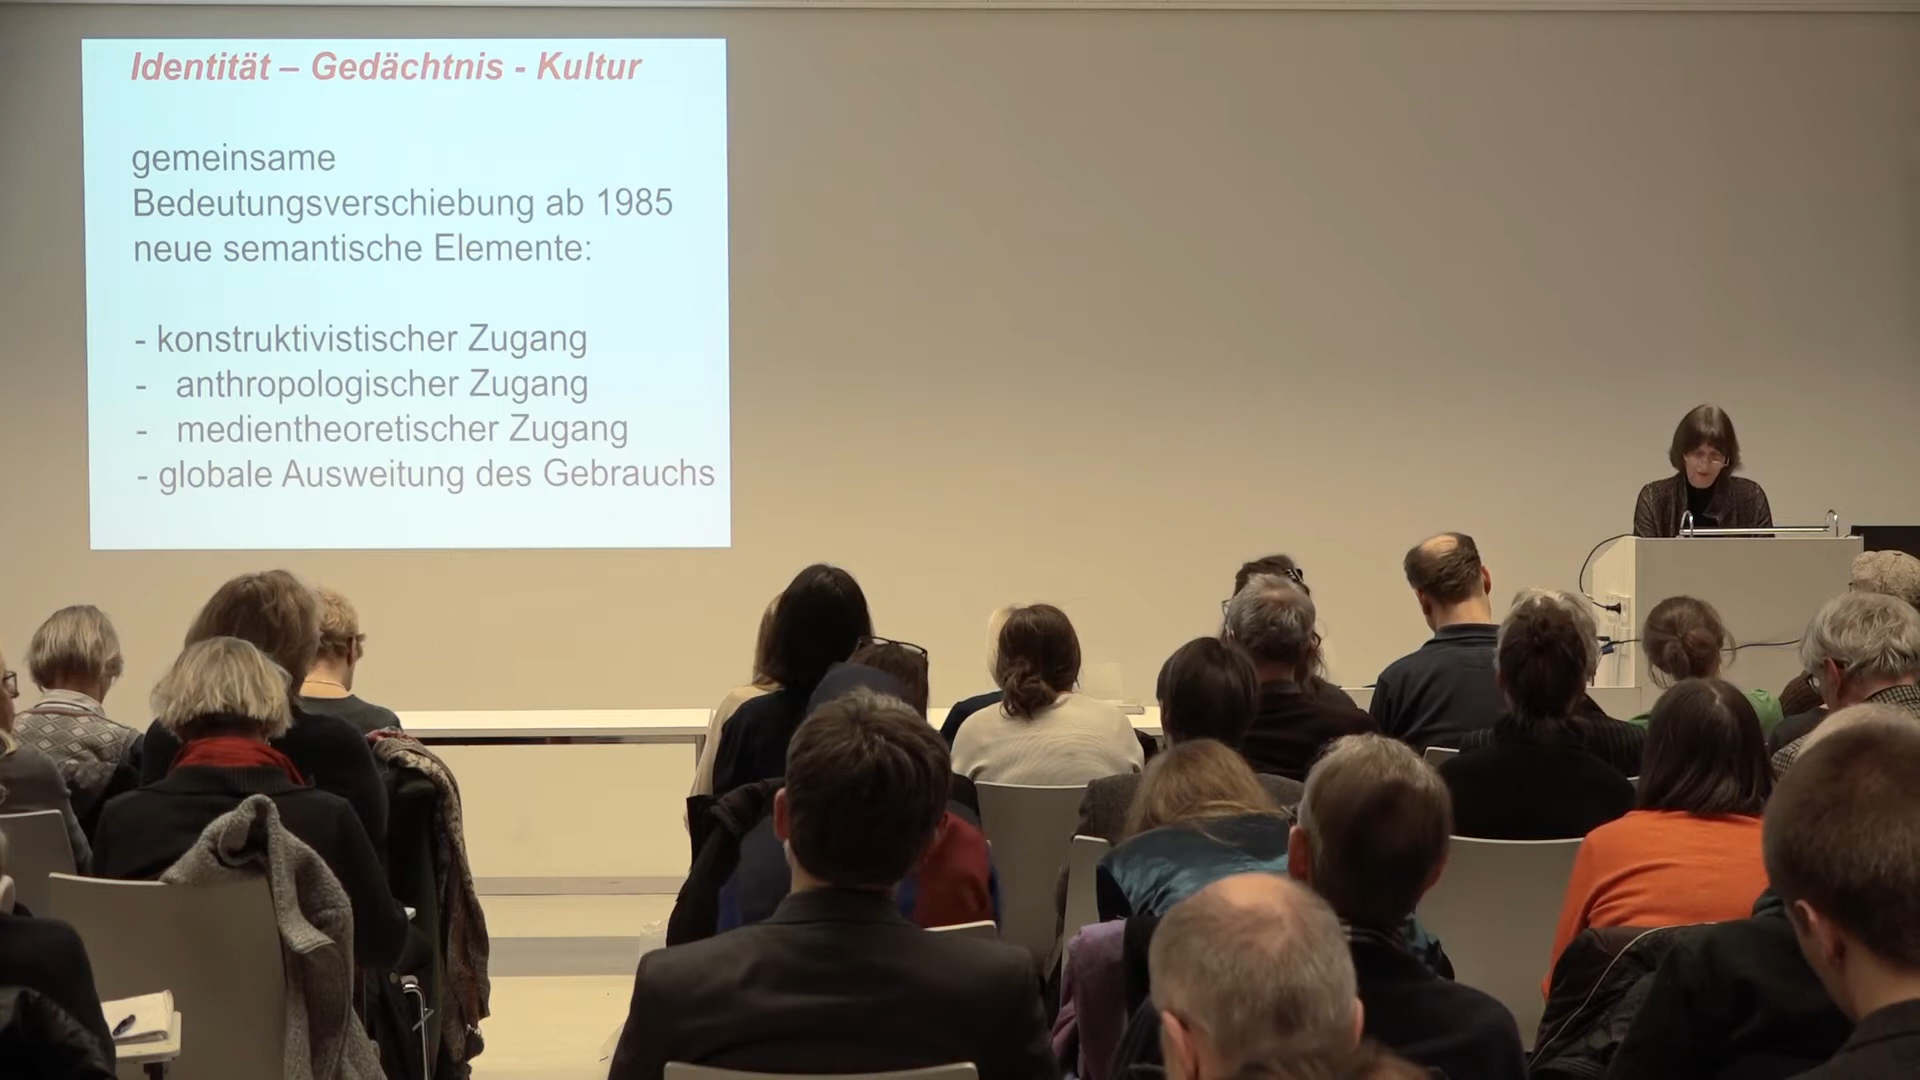 Identität – Gedächtnis - Kultur
gemeinsame
Bedeutungsverschiebung ab 1985
neue semantische Elemente:
- konstruktivistischer Zugang
- anthropologischer Zugang
- medientheoretischer Zugang
- globale Ausweitung des Gebrauchs